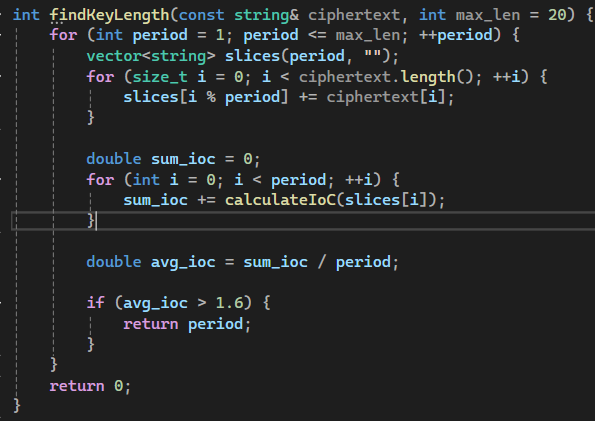 int findKeyLength(const string& ciphertext, int max_len = 20) {
    for (int period = 1; period <= max_len; ++period) {
        vector<string> slices(period, "");
        for (size_t i = 0; i < ciphertext.length(); ++i) {
            slices[i % period] += ciphertext[i];
        }

        double sum_ioc = 0;
        for (int i = 0; i < period; ++i) {
            sum_ioc += calculateIoC(slices[i]);
        }

        double avg_ioc = sum_ioc / period;

        if (avg_ioc > 1.6) {
            return period;
        }
    }
    return 0;
}